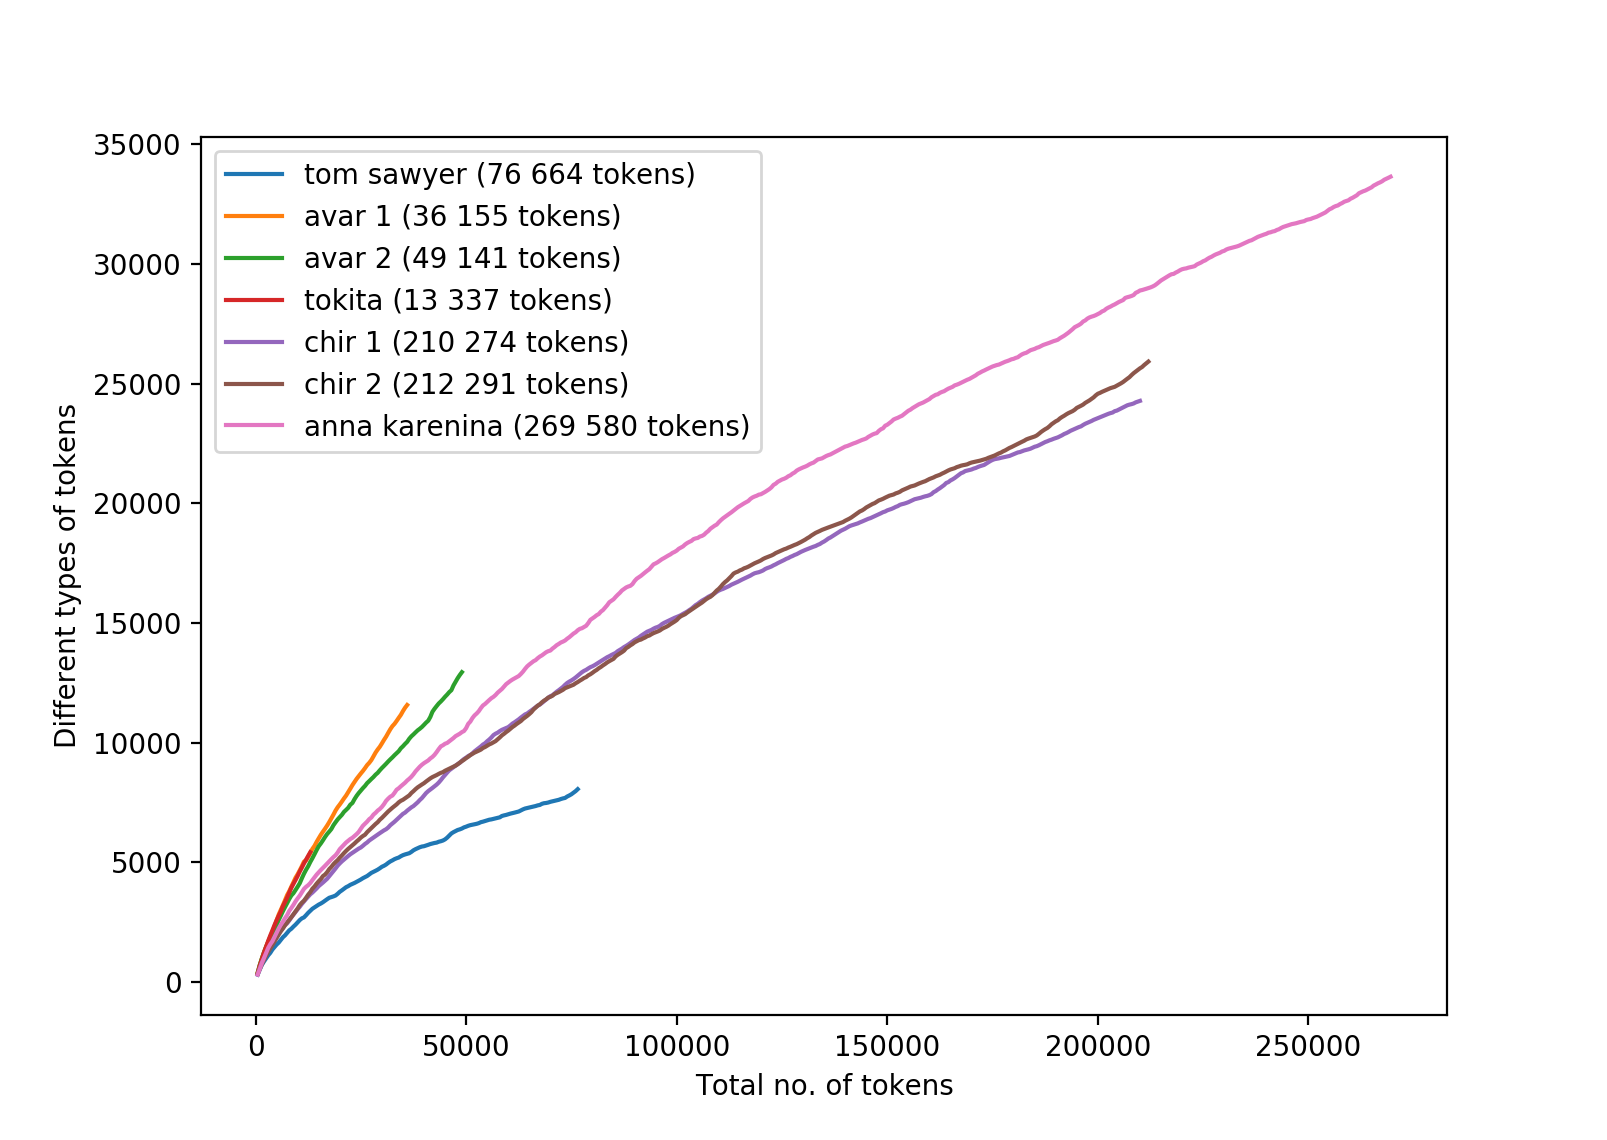 35000
30000
25000
20000
15000
10000
5000
0
Different types of tokens
tom sawyer (76 664 tokens)
avar 1 (36 155 tokens)
avar 2 (49 141 tokens)
tokita (13 337 tokens)
chir 1 (210 274 tokens)
chir 2 (212 291 tokens)
anna karenina (269 580 tokens)
0 50000 100000 150000 200000 250000
Total no. of tokens